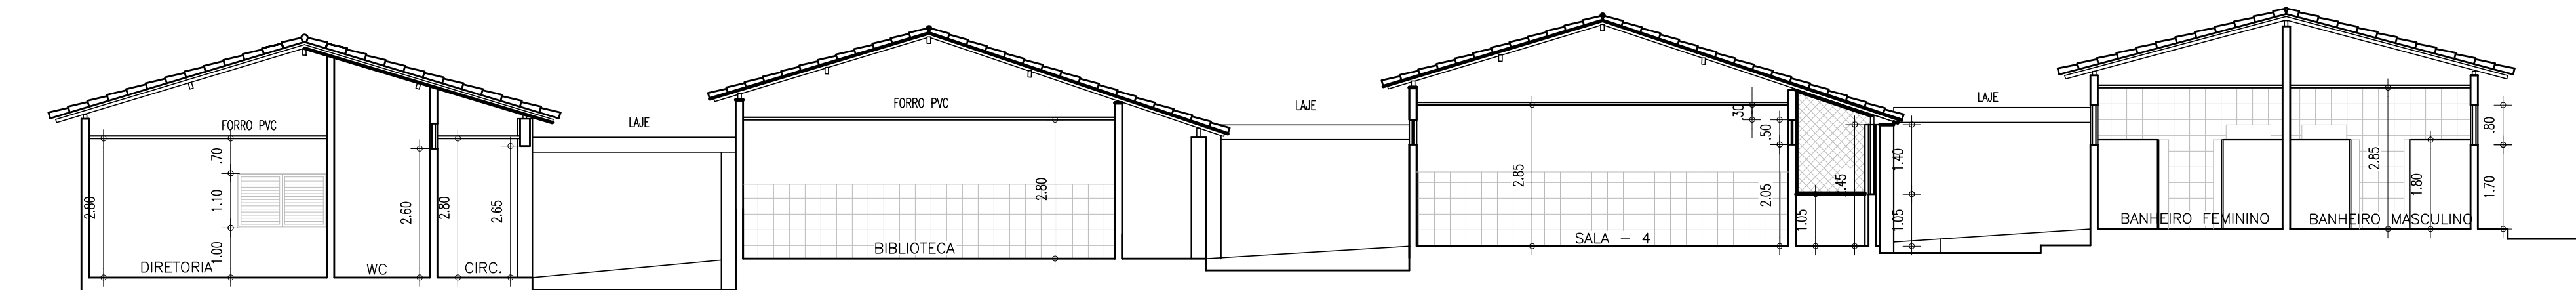 FORRO PVC
2.80
.70
1.10
1.00
DIRETORIA
WC
2.60
2.80
CIRC.
2.65
LAJE
FORRO PVC
2.80
BIBLIOTECA
LAJE
2.85
SALA - 4
.30
.50
2.05
1.05
1.40
1.05
LAJE
BANHEIRO FEMININO
BANHEIRO MASCULINO
2.85
1.80
.80
1.70